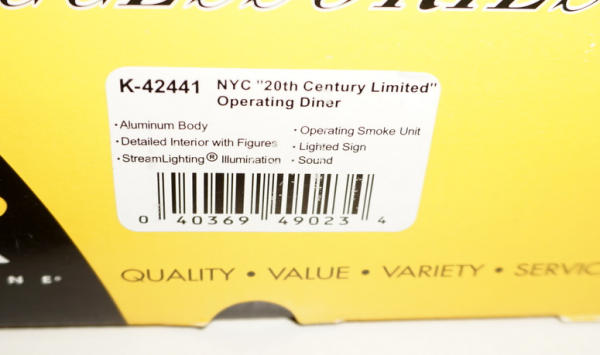 K-42441 NYC "20th Century Limited"
Operating Diner
·Aluminum Body
·Detailed Interior with Figures
·StreamLighting® Illumination
·Operating Smoke Unit
·Lighted Sign
·Sound
0 40369 49023 4
QUALITY • VALUE • VARIETY • SERVIC
N E